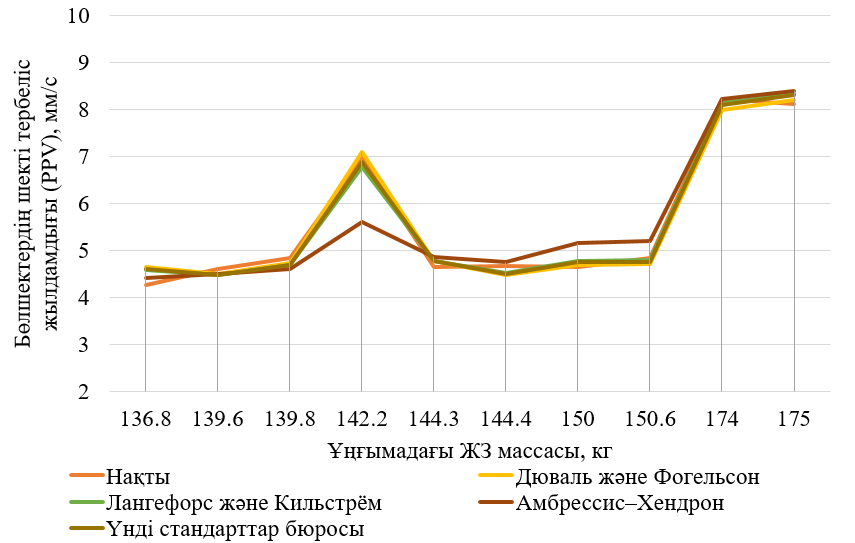 Бөлшектердің шекті тербеліс
жылдамдығы (PPV), мм/с
10
9
8
7
6
5
4
3
2
136.8 139.6 139.8 142.2 144.3 144.4 150 150.6 174 175
Ұңғымадағы ЖЗ массасы, кг
Нақты
Дюваль және Фогельсон
Лангефорс және Кильстрём
Амбрессис–Хендрон
Үнді стандарттар бюросы